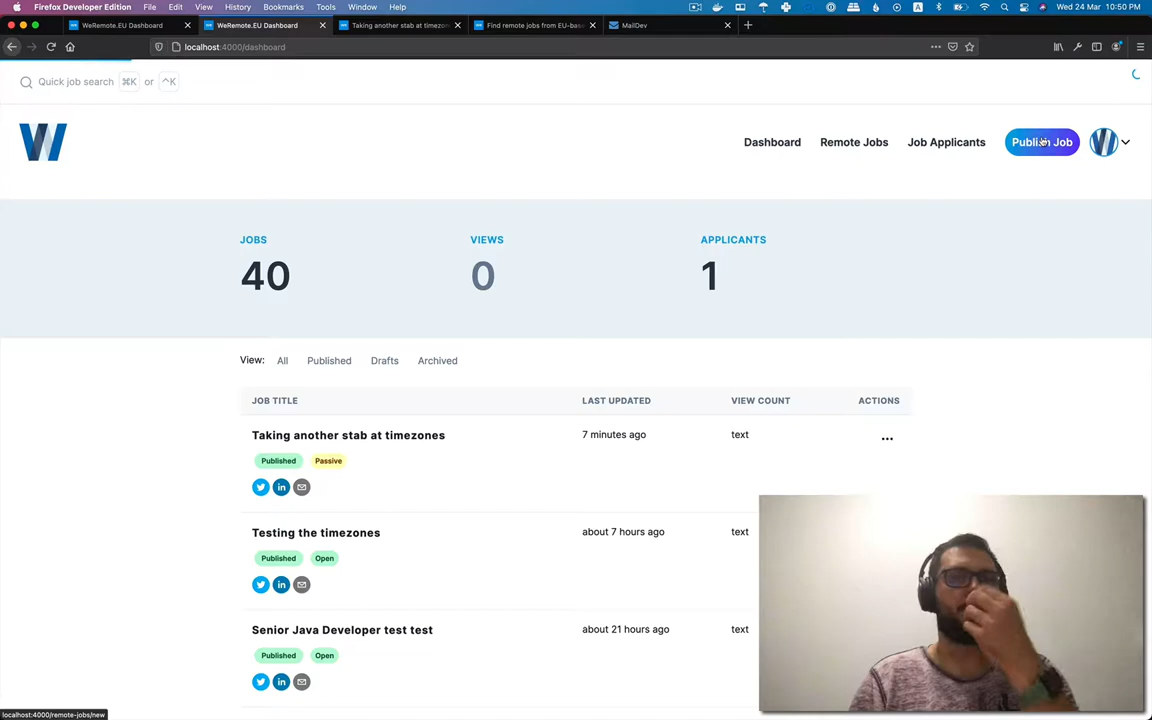 Firefox Developer Edition File Edit View History Bookmarks Tools Window Help Wed 24 Mar 10:50 PM
WeRemote.EU Dashboard WeRemote.EU Dashboard Taking another stab at timezon Find remote jobs from EU-bas MailDev
localhost:4000/dashboard
Quick job search ⌘K or ^K
W Dashboard Remote Jobs Job Applicants Publish Job
JOBS VIEWS APPLICANTS
40 0 1
View: All Published Drafts Archived
JOB TITLE LAST UPDATED VIEW COUNT ACTIONS
Taking another stab at timezones 7 minutes ago text ...
Published Passive
Testing the timezones about 7 hours ago text
Published Open
Senior Java Developer test test about 21 hours ago text
Published Open
localhost:4000/remote-jobs/new